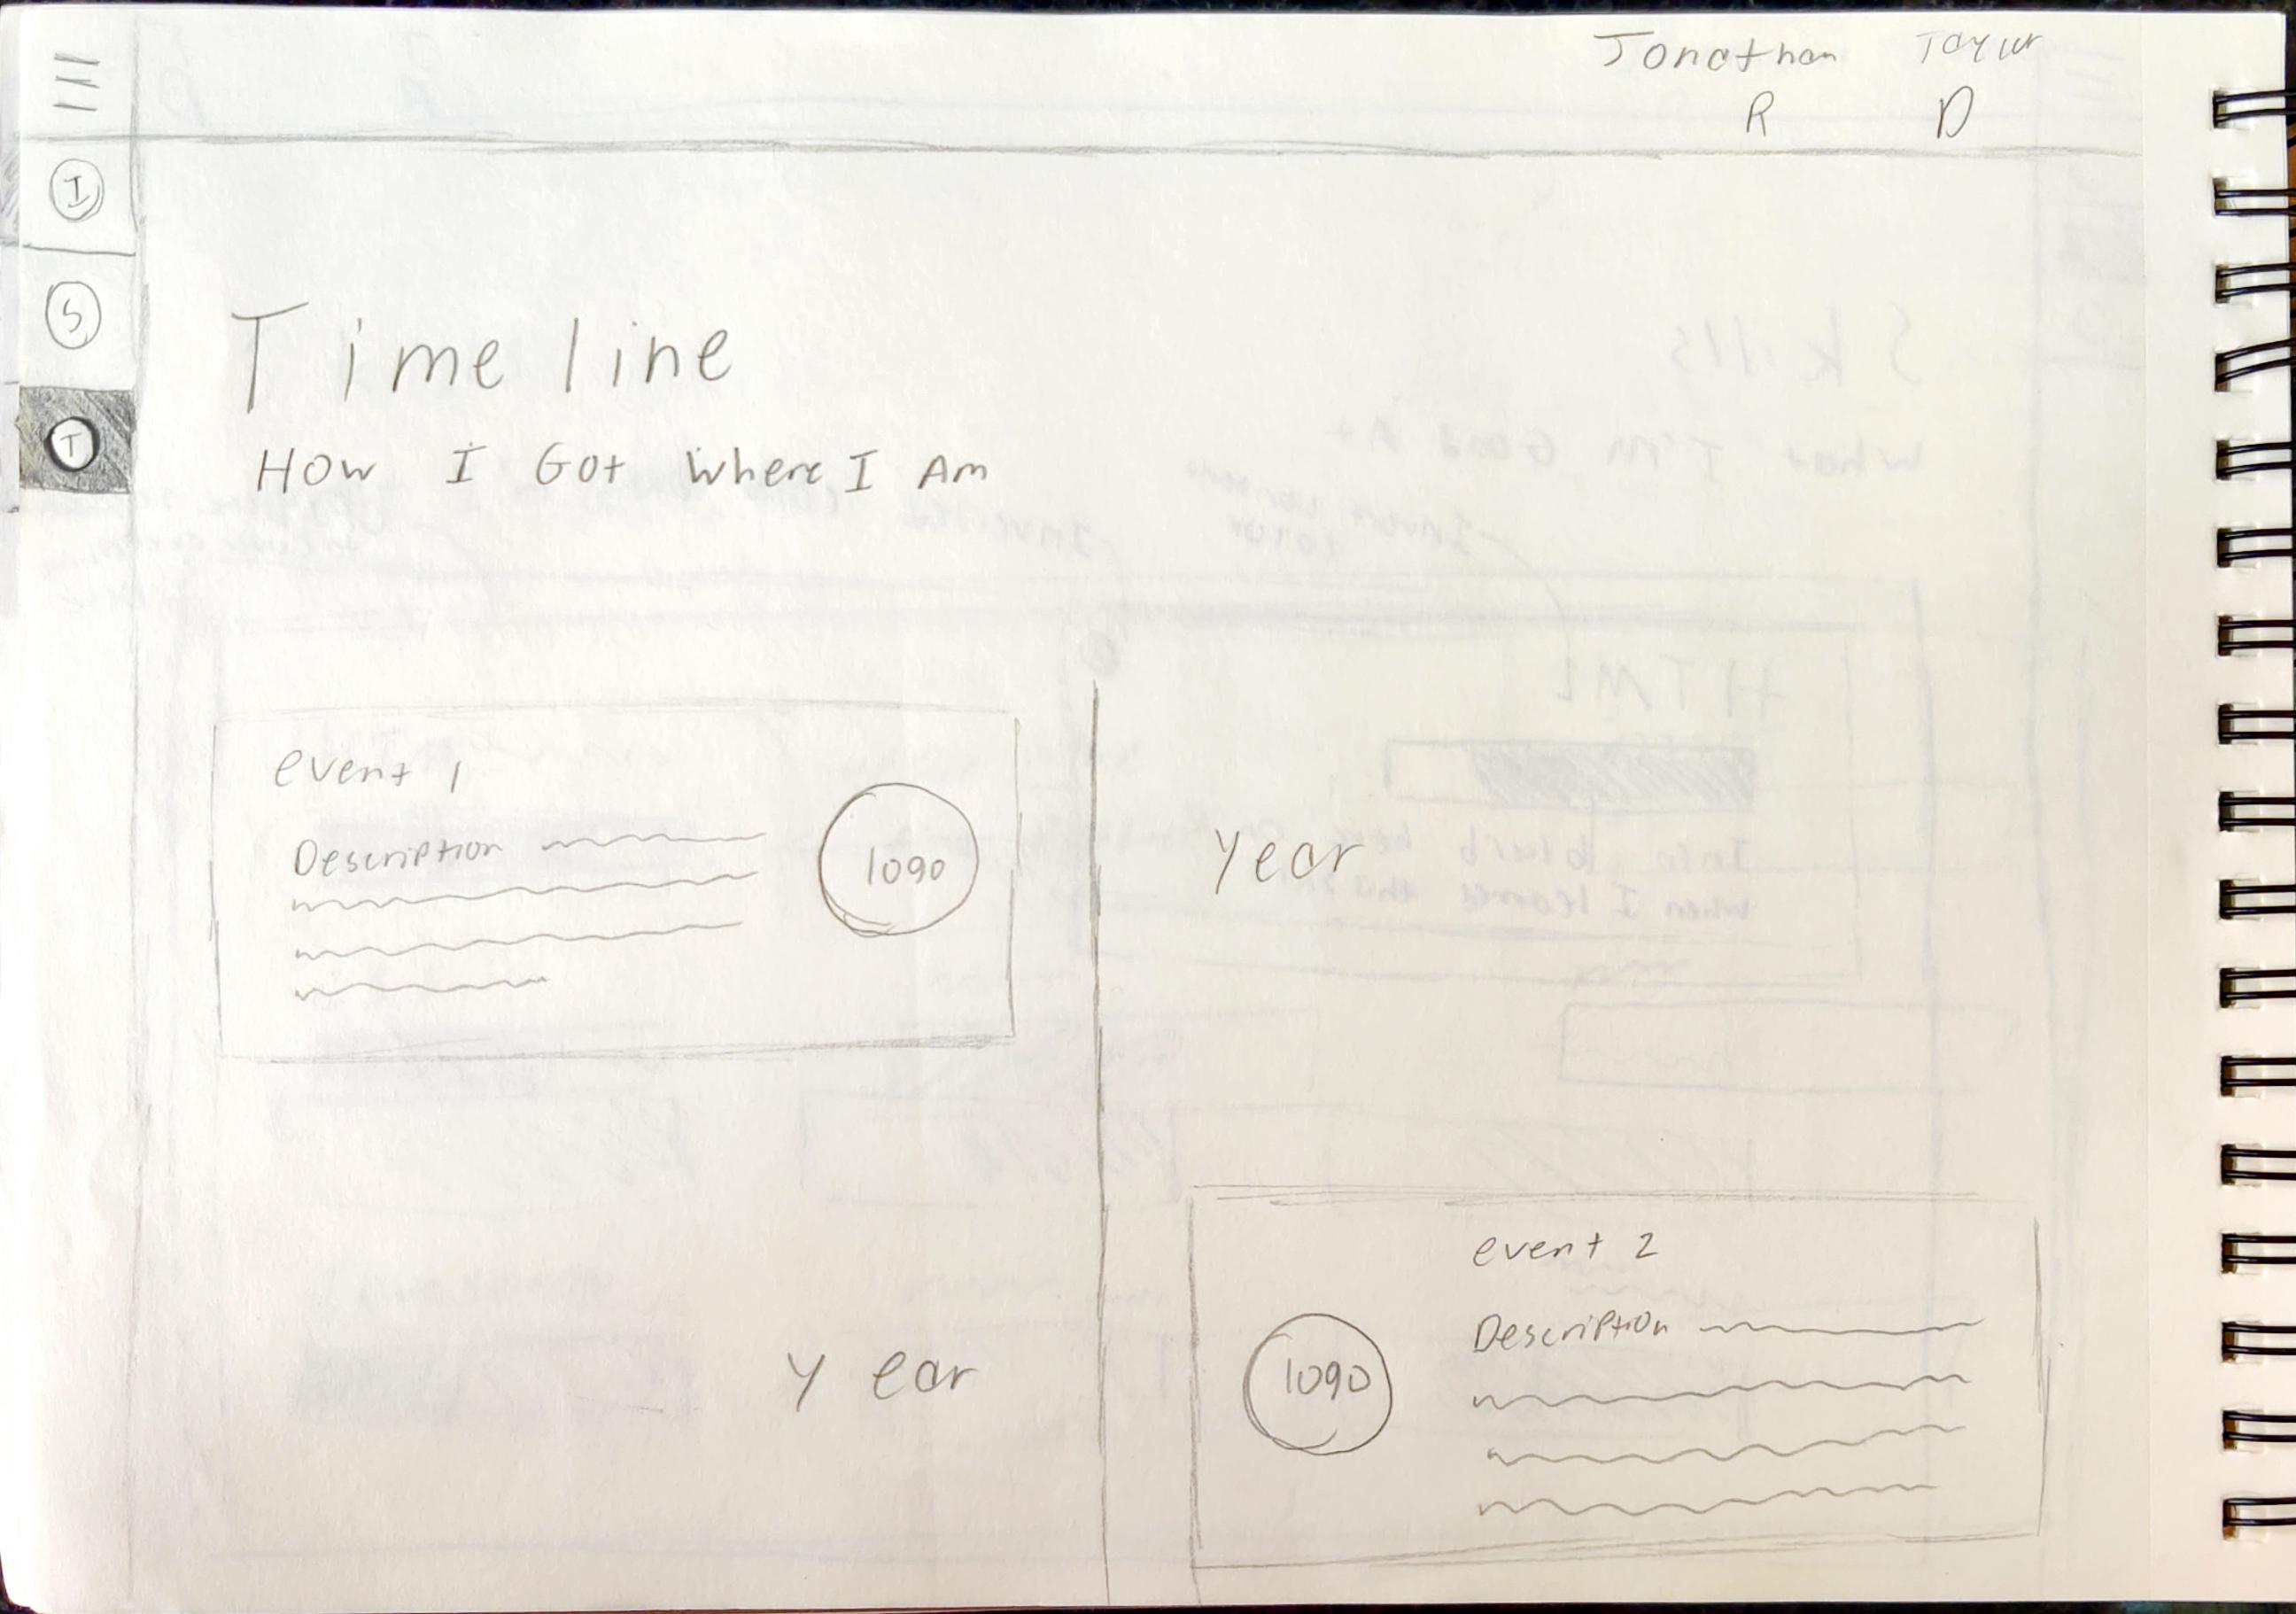 Jonathan Taylor
R D
I
S
T
Timeline
How I Got Where I Am
event 1
Description
1090
Year
event 2
Description
1090
Year